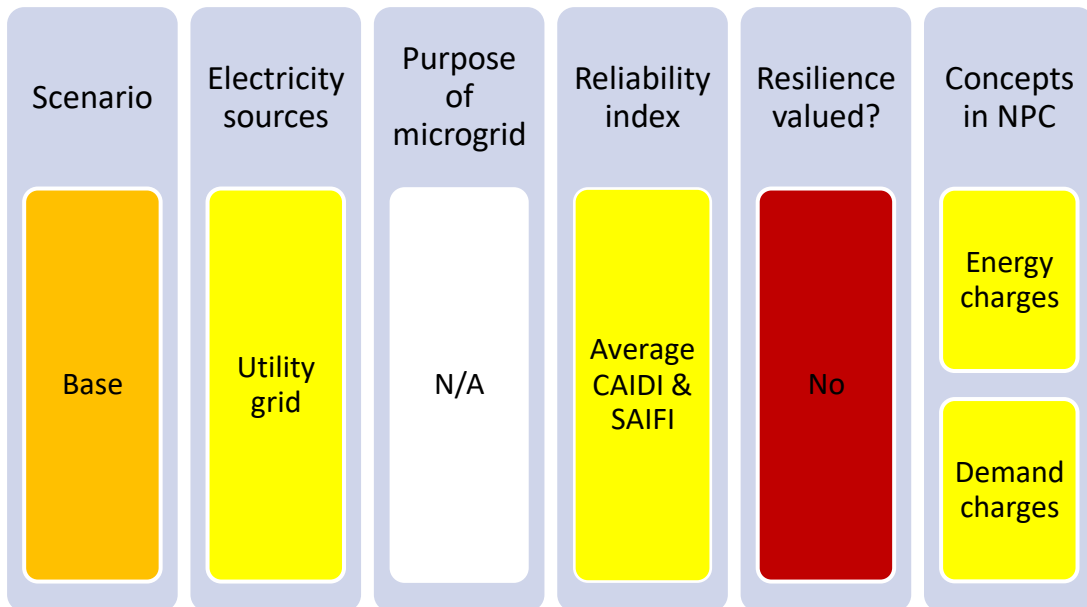 Scenario
Electricity
sources
Purpose
of
microgrid
Reliability
index
Resilience
valued?
Concepts
in NPC
Base
Utility
grid
N/A
Average
CAIDI &
SAIFI
No
Energy
charges
Demand
charges